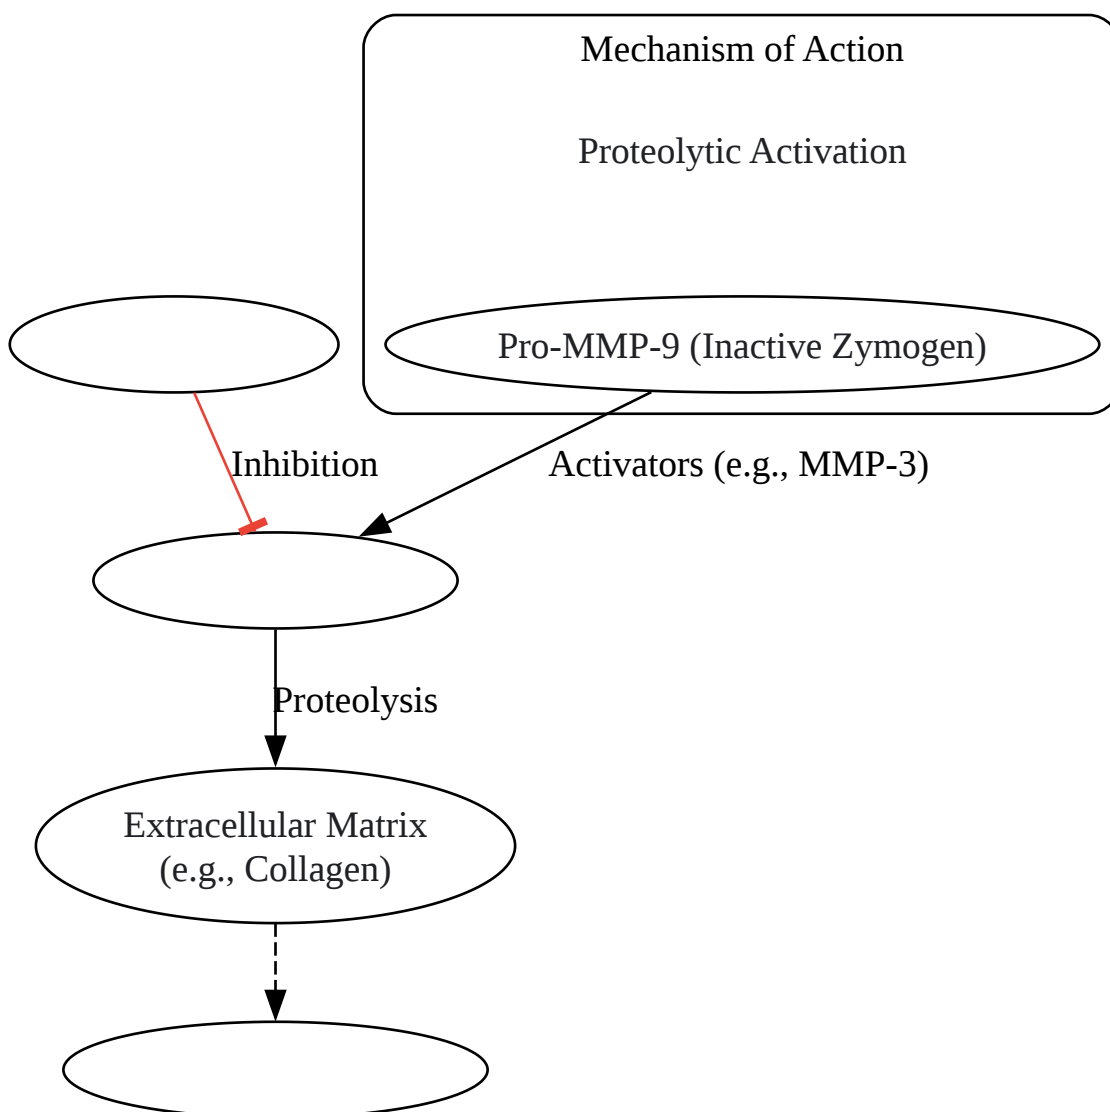 Mechanism of Action
Proteolytic Activation
Pro-MMP-9 (Inactive Zymogen)
Inhibition
Activators (e.g., MMP-3)
Proteolysis
Extracellular Matrix
(e.g., Collagen)